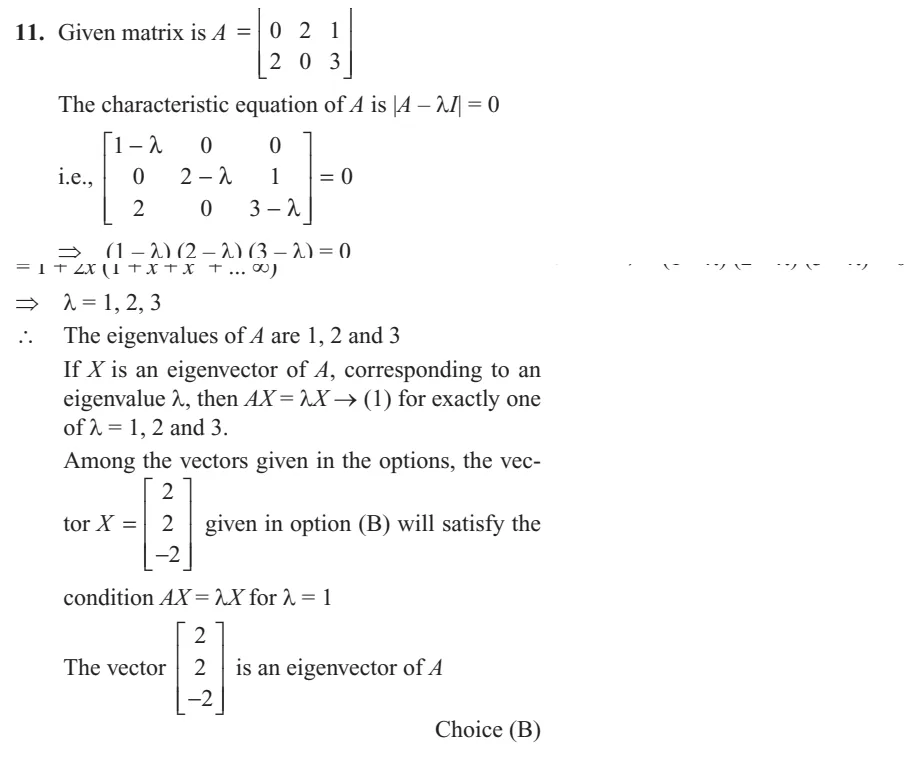 11. Given matrix is A = [0 2 1
2 0 3]
The characteristic equation of A is |A – λI| = 0
[1 – λ 0 0
i.e., 0 2 – λ 1 = 0
2 0 3 – λ]
⇒ (1 – λ) (2 – λ) (3 – λ) = 0
= 1 + 2x (1 + x + x + ... ∞)
⇒ λ = 1, 2, 3
∴ The eigenvalues of A are 1, 2 and 3
If X is an eigenvector of A, corresponding to an
eigenvalue λ, then AX = λX → (1) for exactly one
of λ = 1, 2 and 3.
Among the vectors given in the options, the vec-
[2
tor X = 2 given in option (B) will satisfy the
−2]
condition AX = λX for λ = 1
[2
The vector 2 is an eigenvector of A
−2]
Choice (B)